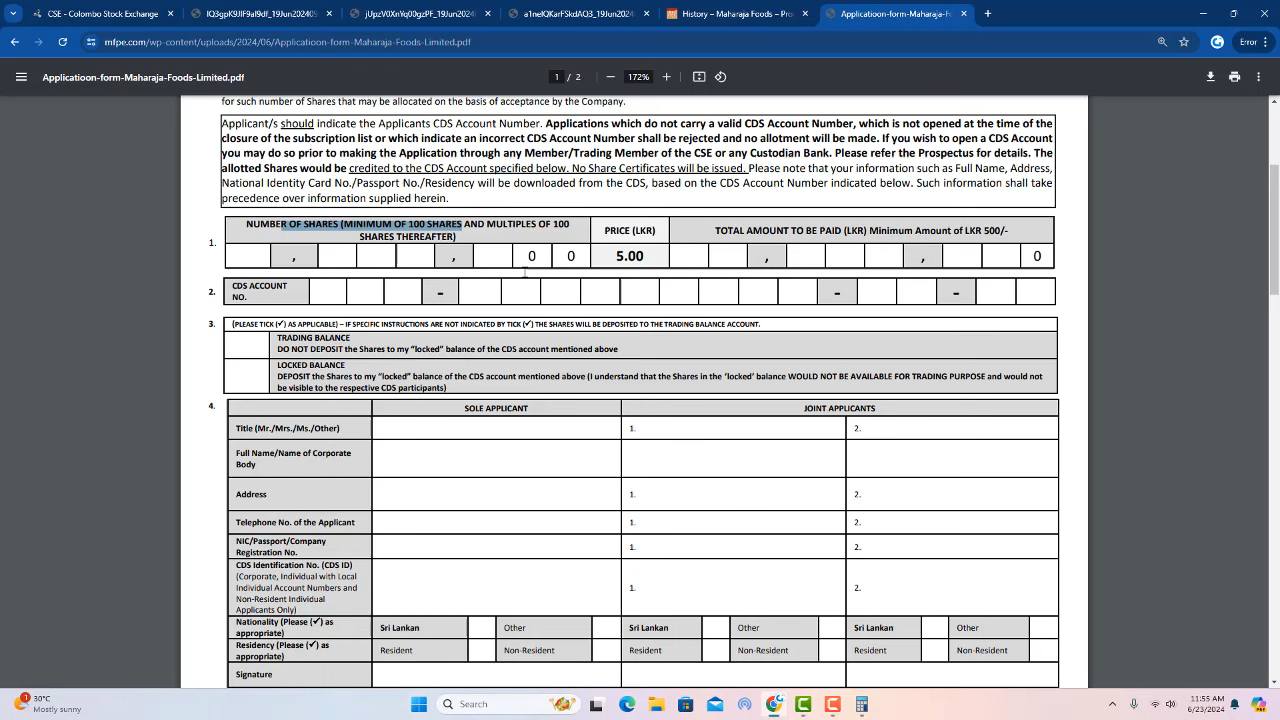 CSE - Colombo Stock Exchange
jUpzV0XnYq00gzPF_19Jun20240
History – Maharaja Foods – Pro
Applicatioon-form-Maharaja-Fo
mfpe.com/wp-content/uploads/2024/06/Applicatioon-form-Maharaja-Foods-Limited.pdf
Error
Applicatioon-form-Maharaja-Foods-Limited.pdf
1 / 2
172%
for such number of Shares that may be allocated on the basis of acceptance by the Company.
Applicant/s should indicate the Applicants CDS Account Number. Applications which do not carry a valid CDS Account Number, which is not opened at the time of the
closure of the subscription list or which indicate an incorrect CDS Account Number shall be rejected and no allotment will be made. If you wish to open a CDS Account
you may do so prior to making the Application through any Member/Trading Member of the CSE or any Custodian Bank. Please refer the Prospectus for details. The
allotted Shares would be credited to the CDS Account specified below. No Share Certificates will be issued. Please note that your information such as Full Name, Address,
National Identity Card No./Passport No./Residency will be downloaded from the CDS, based on the CDS Account Number indicated below. Such information shall take
precedence over information supplied herein.
1.
NUMBER OF SHARES (MINIMUM OF 100 SHARES AND MULTIPLES OF 100
SHARES THEREAFTER)
PRICE (LKR)
TOTAL AMOUNT TO BE PAID (LKR) Minimum Amount of LKR 500/-
, , 0 0 5.00 , , 0
2.
CDS ACCOUNT
NO.
- - -
3.
(PLEASE TICK (✓) AS APPLICABLE) – IF SPECIFIC INSTRUCTIONS ARE NOT INDICATED BY TICK (✓) THE SHARES WILL BE DEPOSITED TO THE TRADING BALANCE ACCOUNT.
TRADING BALANCE
DO NOT DEPOSIT the Shares to my “locked” balance of the CDS account mentioned above
LOCKED BALANCE
DEPOSIT the Shares to my “locked” balance of the CDS account mentioned above (I understand that the Shares in the ‘locked’ balance WOULD NOT BE AVAILABLE FOR TRADING PURPOSE and would not
be visible to the respective CDS participants)
4.
SOLE APPLICANT
JOINT APPLICANTS
Title (Mr./Mrs./Ms./Other) 1. 2.
Full Name/Name of Corporate
Body
Address 1. 2.
Telephone No. of the Applicant 1. 2.
NIC/Passport/Company
Registration No.
1. 2.
CDS Identification No. (CDS ID)
(Corporate, Individual with Local
Individual Account Numbers and
Non-Resident Individual
Applicants Only)
1. 2.
Nationality (Please (✓) as
appropriate)
Sri Lankan Other Sri Lankan Other Sri Lankan Other
Residency (Please (✓) as
appropriate)
Resident Non-Resident Resident Non-Resident Resident Non-Resident
Signature
1
30°C
Mostly sunny
Search
11:55 AM
6/23/2024